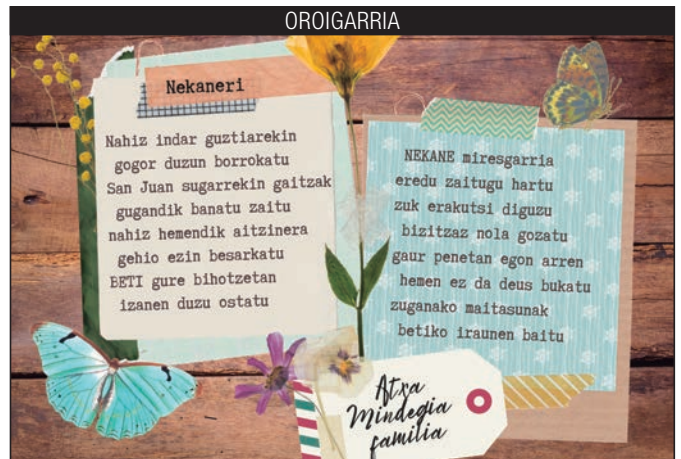 OROIGARRIA
Nekaneri
Nahiz indar guztiarekin
gogor duzun borrokatu
San Juan sugarrekin gaitzak
gugandik banatu zaitu
nahiz hemendik aitzinera
gehio ezin besarkatu
BETI gure bihotzetan
izanen duzu ostatu
NEKANE miresgarria
eredu zaitugu hartu
zuk erakutsi diguzu
bizitzaz nola gozatu
gaur penetan egon arren
hemen ez da deus bukatu
zuganako maitasunak
betiko iraunen baitu
Atxa
Mindegia
familia